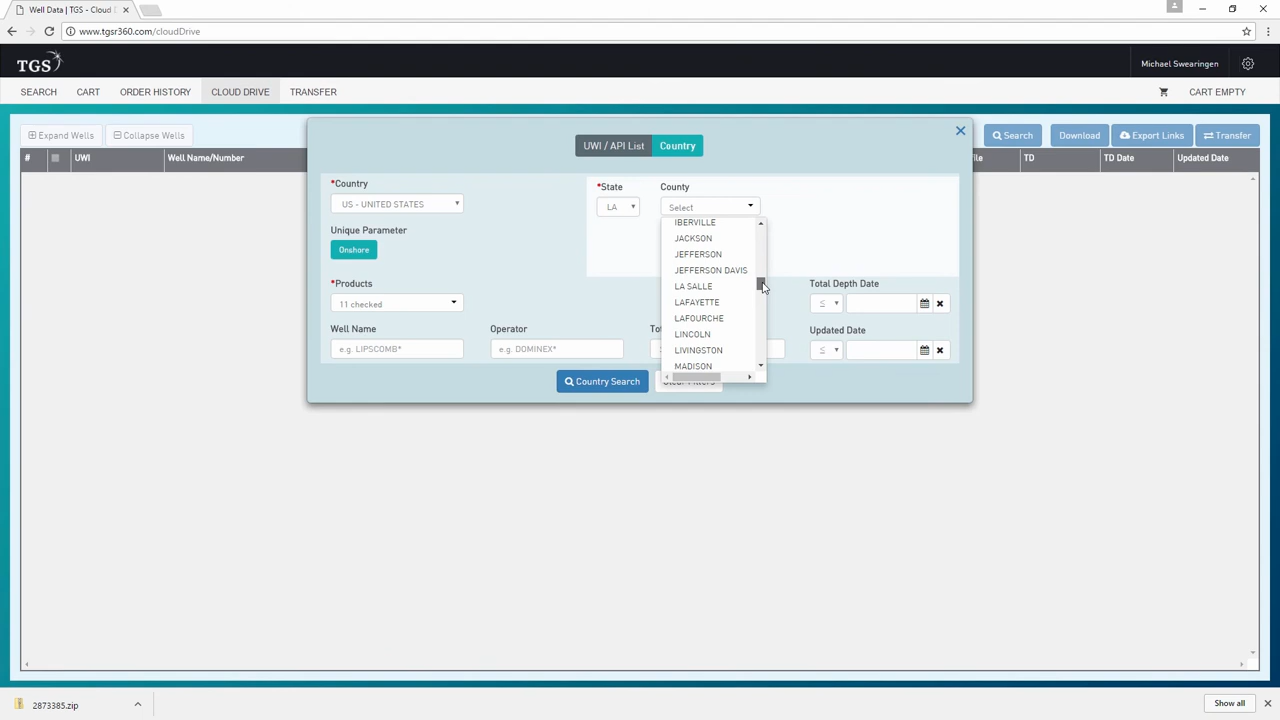 Well Data | TGS - Cloud D
www.tgsr360.com/cloudDrive
TGS
Michael Swearingen
SEARCH CART ORDER HISTORY CLOUD DRIVE TRANSFER CART EMPTY
Expand Wells Collapse Wells Search Download Export Links Transfer
# UWI Well Name/Number TD TD Date Updated Date
UWI / API List Country
*Country *State County
US - UNITED STATES LA Select
Unique Parameter
Onshore
IBERVILLE
JACKSON
JEFFERSON
JEFFERSON DAVIS
LA SALLE
LAFAYETTE
LAFOURCHE
LINCOLN
LIVINGSTON
MADISON
*Products Total Depth Date
11 checked ≤
Well Name Operator Updated Date
e.g. LIPSCOMB* e.g. DOMINEX* ≤
Country Search Clear Filters
2873385.zip Show all